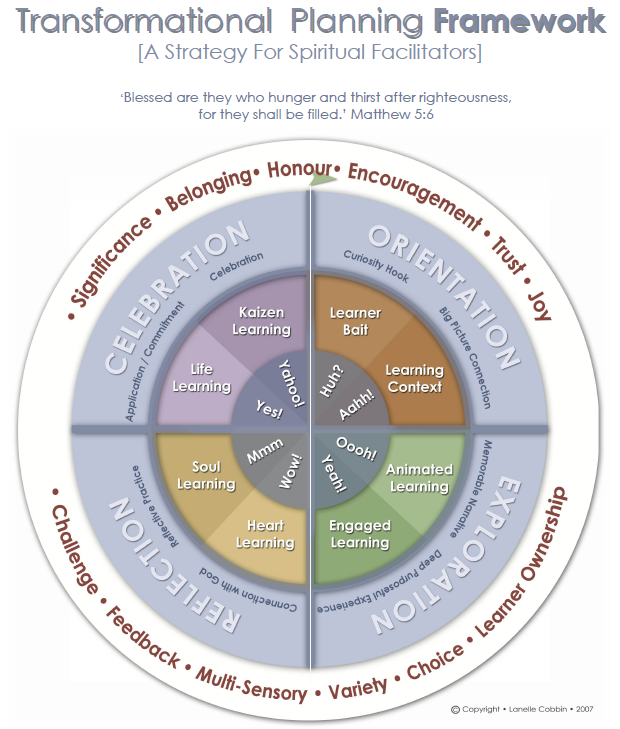 Transformational Planning Framework
[A Strategy For Spiritual Facilitators]
‘Blessed are they who hunger and thirst after righteousness,
for they shall be filled.’ Matthew 5:6
• Significance • Belonging • Honour • Encouragement • Trust • Joy
CELEBRATION
Application / Commitment
Celebration
ORIENTATION
Curiosity Hook
Big Picture Connection
Kaizen
Learning
Life
Learning
Learner
Bait
Learning
Context
Yes!
Yahoo!
Huh?
Aahh!
Mmm
Wow!
Oooh!
Yeah!
Soul
Learning
Heart
Learning
Animated
Learning
Engaged
Learning
REFLECTION
Reflective Practice
Connection with God
EXPLORATION
Memorable Narrative
Deep Purposeful Experience
• Challenge • Feedback • Multi-Sensory • Variety • Choice • Learner Ownership
© Copyright • Lanelle Cobbin • 2007